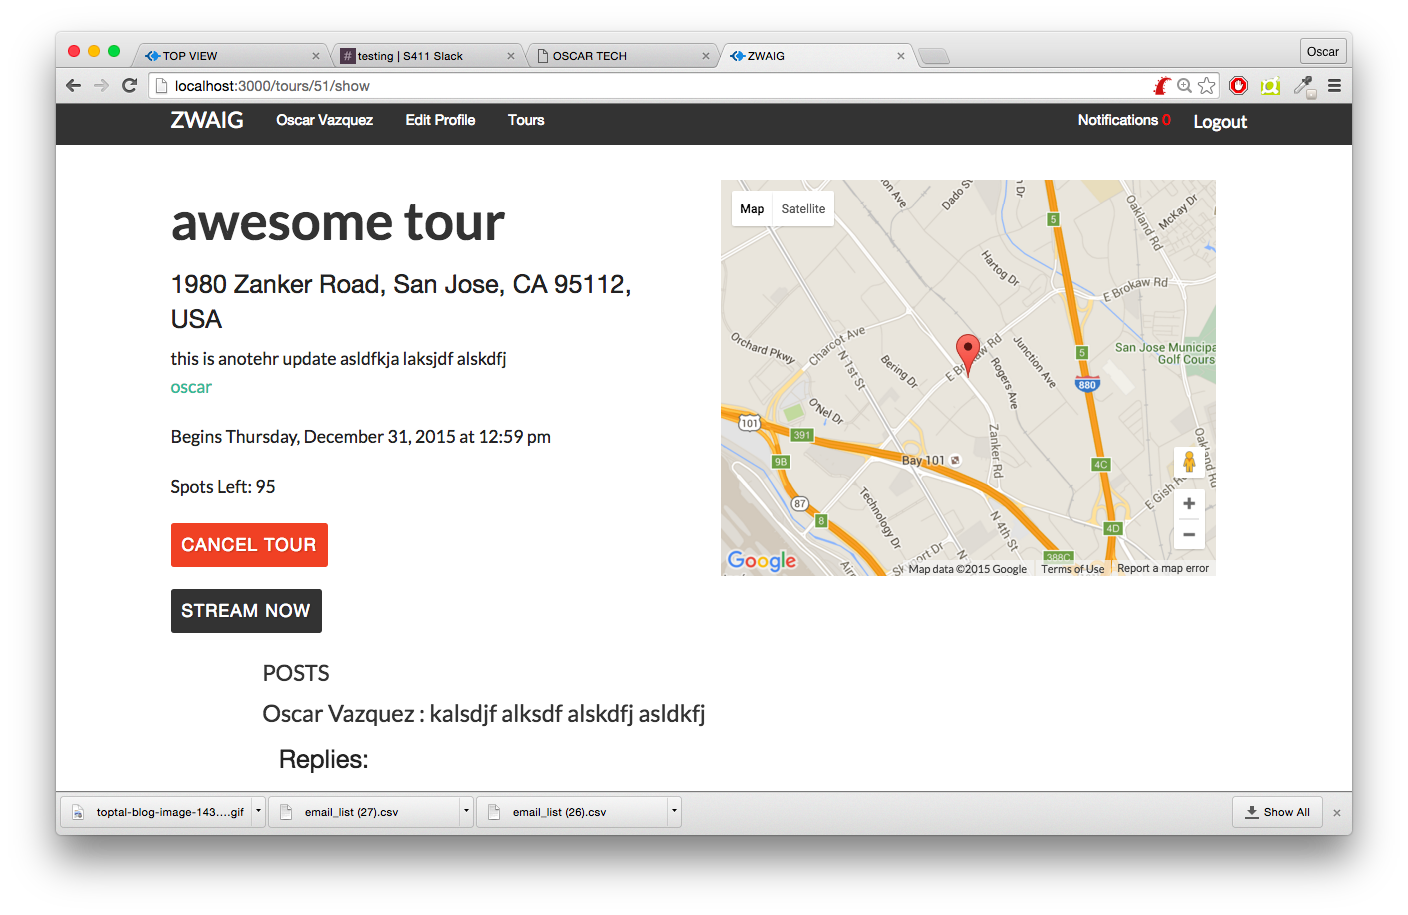 TOP VIEW
# testing | S411 Slack
OSCAR TECH
ZWAIG
Oscar
localhost:3000/tours/51/show
ZWAIG
Oscar Vazquez
Edit Profile
Tours
Notifications 0
Logout
awesome tour
1980 Zanker Road, San Jose, CA 95112,
USA
this is anotehr update asldfkja laksjdf alskdfj
oscar
Begins Thursday, December 31, 2015 at 12:59 pm
Spots Left: 95
CANCEL TOUR
STREAM NOW
Map
Satellite
Dado St
Oakland Rd
McKay Dr
5
Hartog Dr
E Brokaw Rd
Orchard Pkwy
Charcot Ave
N 1st St
Bering Dr
E Brokaw Rd
Junction Ave
Rogers Ave
5
San Jose Municipa
Golf Cours
880
O'Nel Dr
101
391
9B
Bay 101
Zanker Rd
4C
Oakland
E Gish R
87
8
Technology Dr
N 4th St
4D
388C
port Dr
Google
Map data ©2015 Google
Terms of Use
Report a map error
POSTS
Oscar Vazquez : kalsdjf alksdf alskdfj asldkfj
Replies:
toptal-blog-image-143....gif
email_list (27).csv
email_list (26).csv
Show All